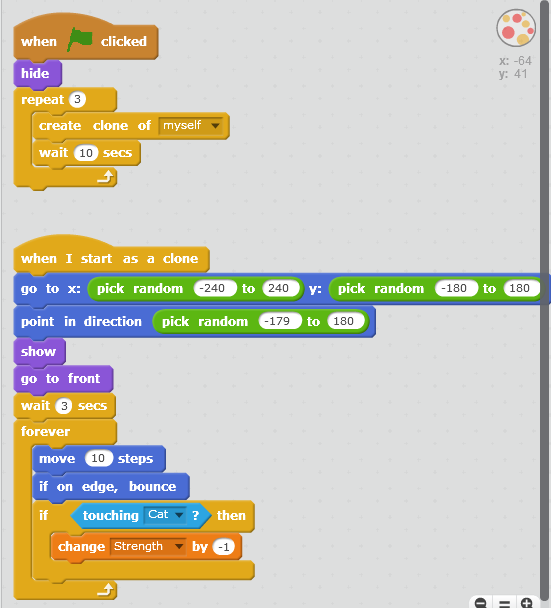 when clicked
x: -64
y: 41
hide
repeat 3
create clone of myself
wait 10 secs
when I start as a clone
go to x: pick random -240 to 240 y: pick random -180 to 180
point in direction pick random -179 to 180
show
go to front
wait 3 secs
forever
move 10 steps
if on edge, bounce
if touching Cat ? then
change Strength by -1